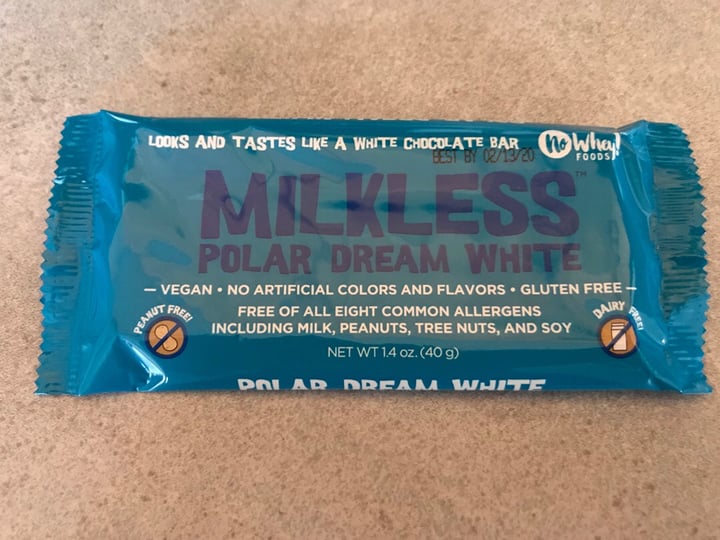 LOOKS AND TASTES LIKE A WHITE CHOCOLATE BAR
No Whey!
FOODS
BEST BY 02/13/20
MILKLESS™
POLAR DREAM WHITE
— VEGAN • NO ARTIFICIAL COLORS AND FLAVORS • GLUTEN FREE —
PEANUT FREE!
FREE OF ALL EIGHT COMMON ALLERGENS
INCLUDING MILK, PEANUTS, TREE NUTS, AND SOY
DAIRY FREE!
NET WT 1.4 oz. (40 g)
POLAR DREAM WHITE